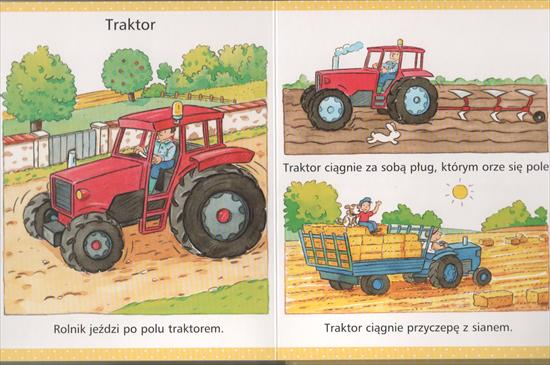 Traktor
Rolnik jeździ po polu traktorem.
Traktor ciągnie za sobą pług, którym orze się pole
Traktor ciągnie przyczepę z sianem.